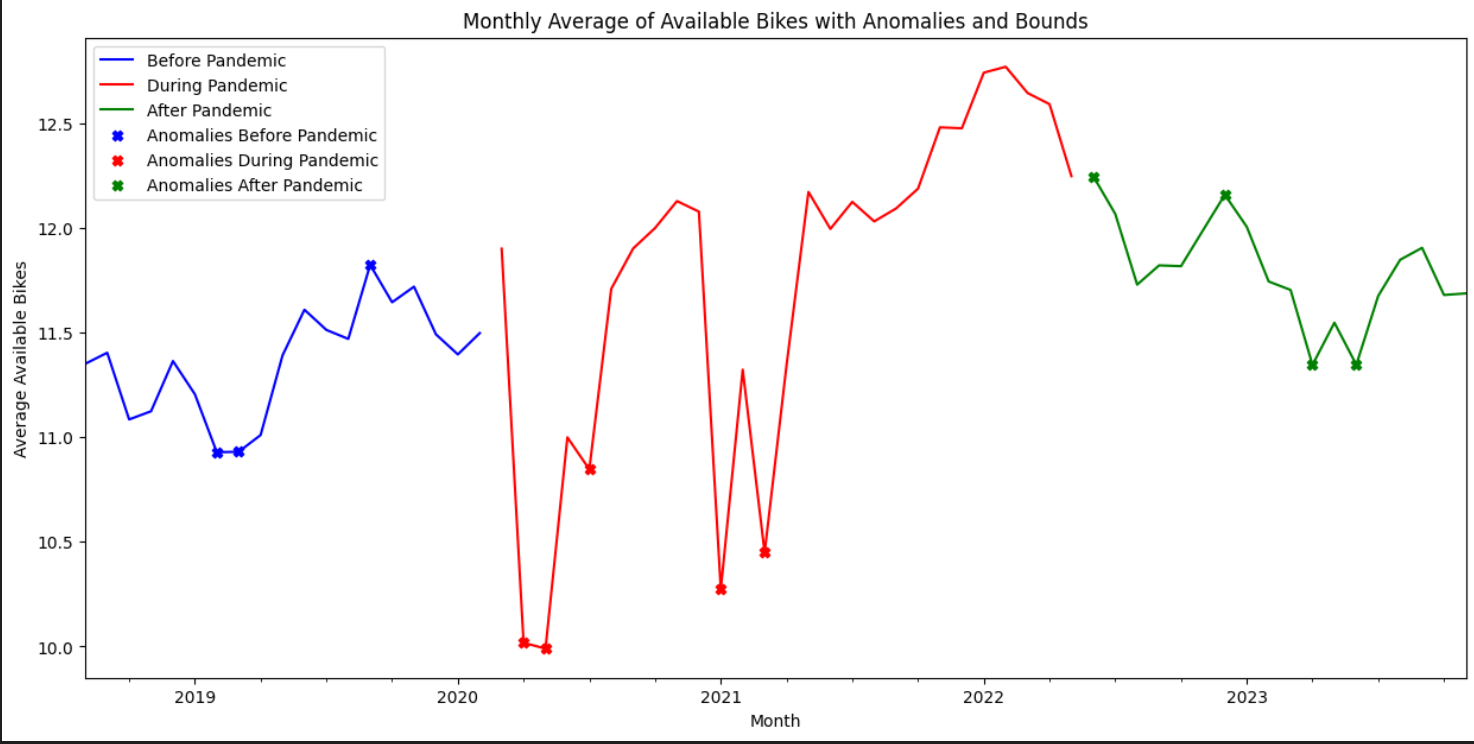 Monthly Average of Available Bikes with Anomalies and Bounds
Before Pandemic
During Pandemic
After Pandemic
Anomalies Before Pandemic
Anomalies During Pandemic
Anomalies After Pandemic
12.5
12.0
11.5
11.0
10.5
10.0
Average Available Bikes
2019 2020 2021 2022 2023
Month